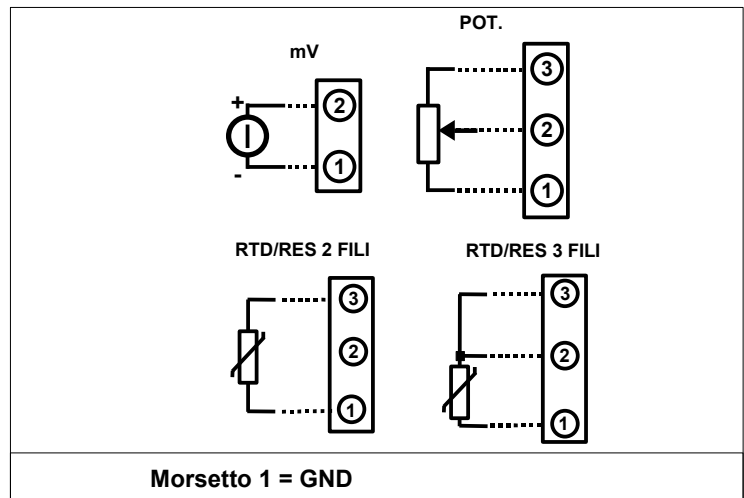 POT.
mV
3
+
2
2
1
-
1
RTD/RES 2 FILI
RTD/RES 3 FILI
3
3
2
2
1
1
Morsetto 1 = GND